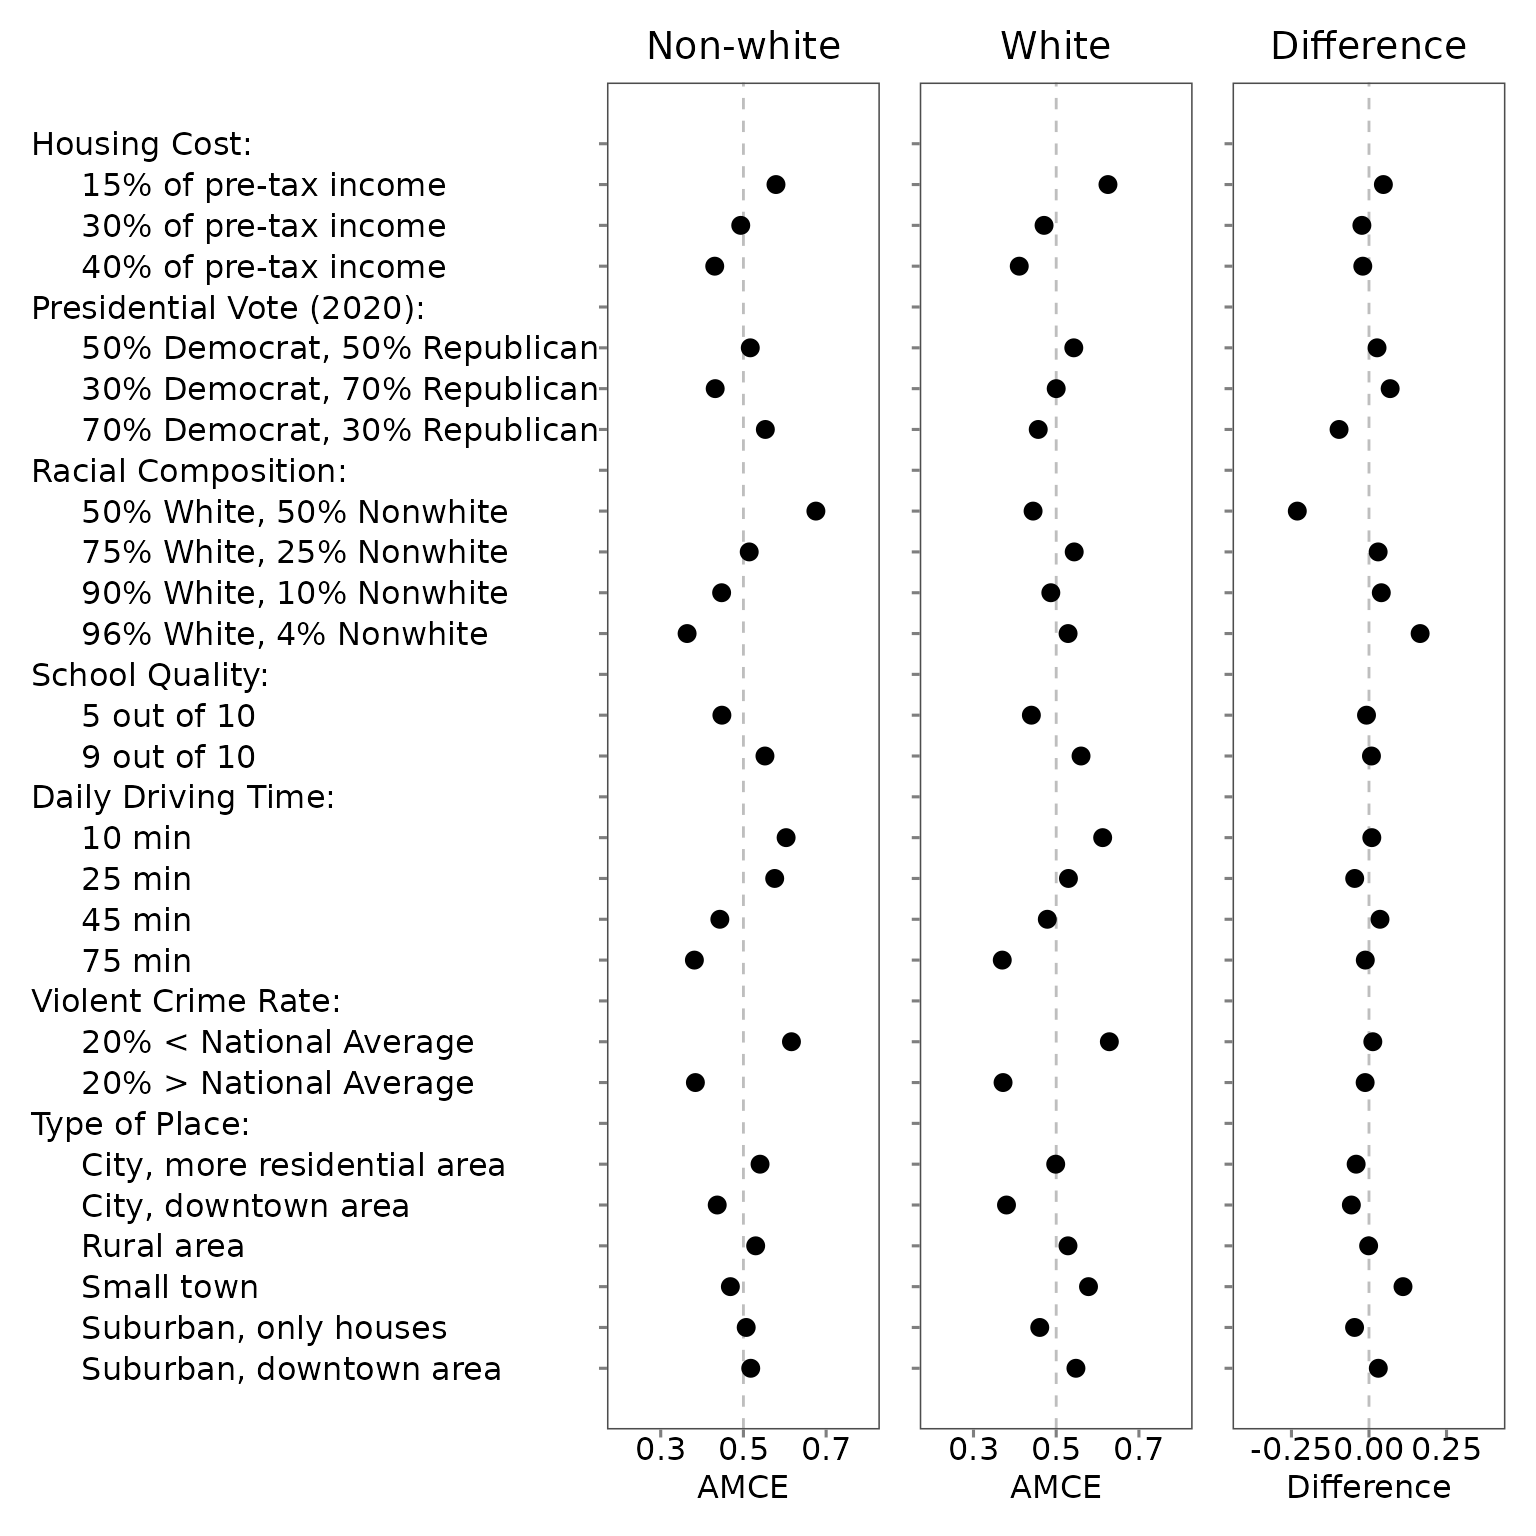 Non-white White Difference
Housing Cost:
15% of pre-tax income
30% of pre-tax income
40% of pre-tax income
Presidential Vote (2020):
50% Democrat, 50% Republican
30% Democrat, 70% Republican
70% Democrat, 30% Republican
Racial Composition:
50% White, 50% Nonwhite
75% White, 25% Nonwhite
90% White, 10% Nonwhite
96% White, 4% Nonwhite
School Quality:
5 out of 10
9 out of 10
Daily Driving Time:
10 min
25 min
45 min
75 min
Violent Crime Rate:
20% < National Average
20% > National Average
Type of Place:
City, more residential area
City, downtown area
Rural area
Small town
Suburban, only houses
Suburban, downtown area
0.3 0.5 0.7 0.3 0.5 0.7 -0.25 0.00 0.25
AMCE AMCE Difference